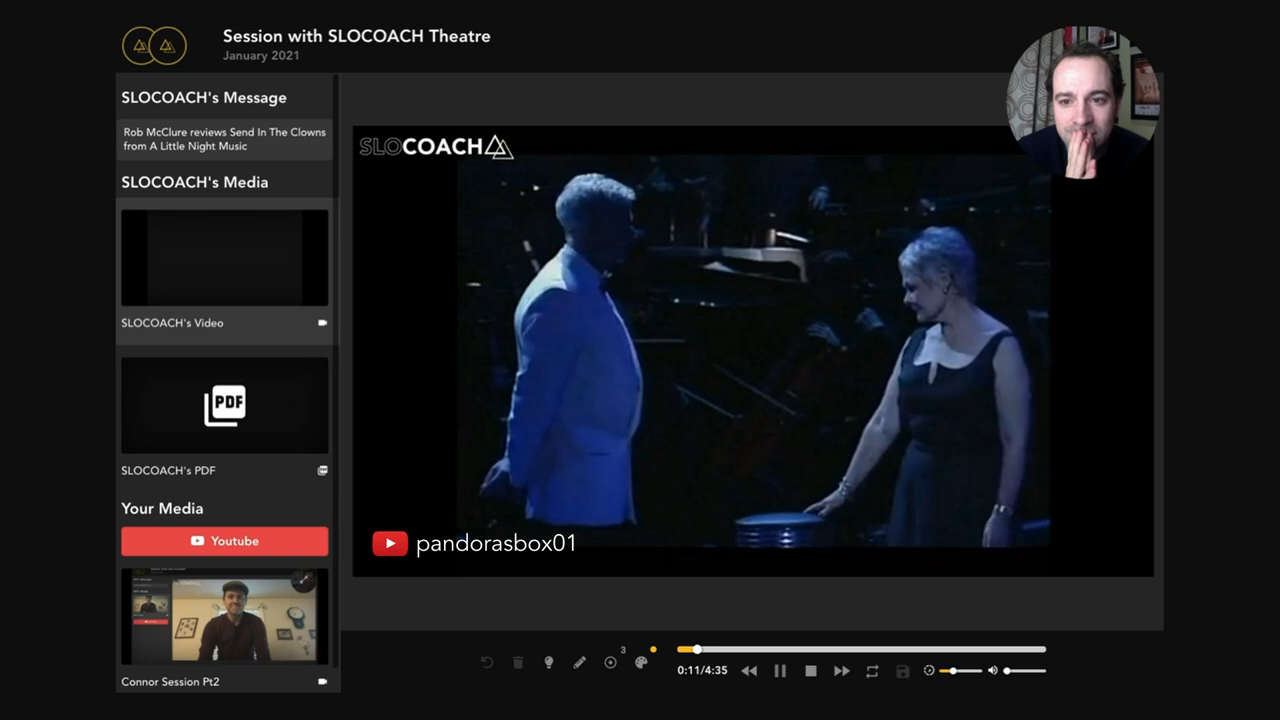 Session with SLOCOACH Theatre
January 2021
SLOCOACH's Message
Rob McClure reviews Send In The Clowns
from A Little Night Music
SLOCOACH's Media
SLOCOACH's Video
PDF
SLOCOACH's PDF
Your Media
Youtube
Connor Session Pt2
SLOCOACH
pandorasbox01
3
0:11/4:35